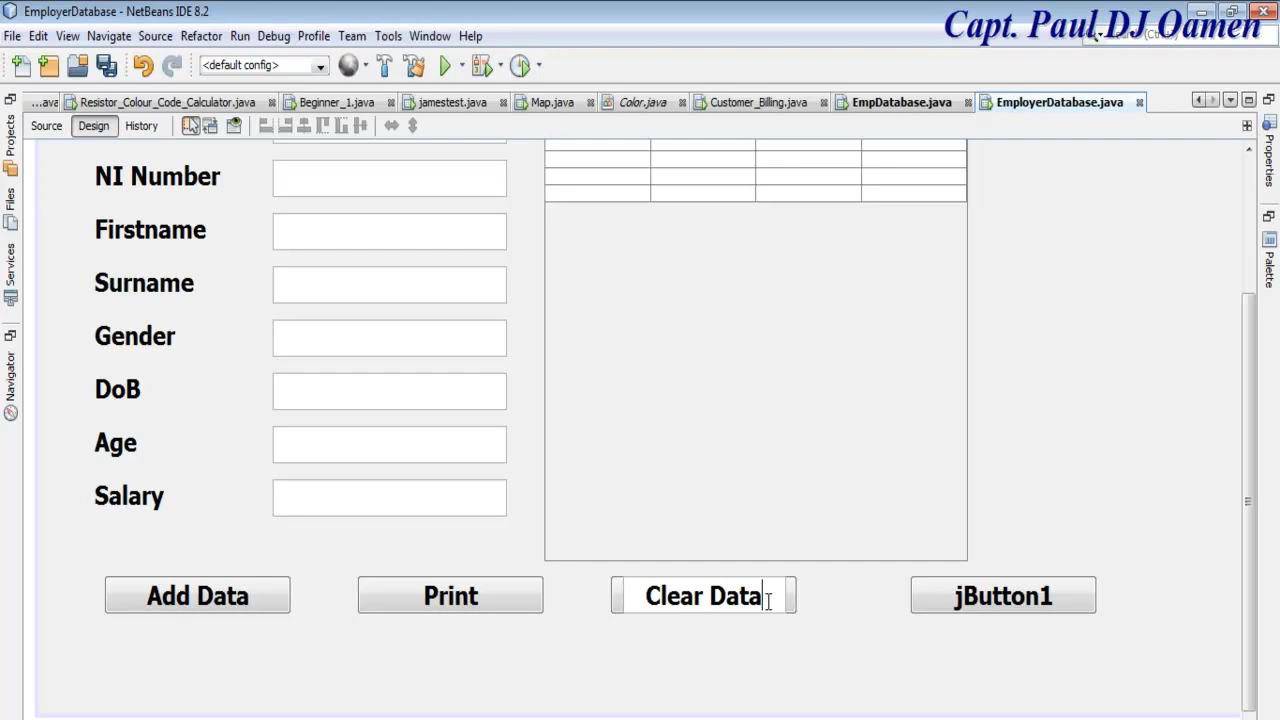 EmployerDatabase - NetBeans IDE 8.2
Capt. Paul DJ Oamen
File Edit View Navigate Source Refactor Run Debug Profile Team Tools Window Help
<default config>
...ava Resistor_Colour_Code_Calculator.java Beginner_1.java jamestest.java Map.java Color.java Customer_Billing.java EmpDatabase.java EmployerDatabase.java
Source Design History
Projects
Files
Services
Navigator
Properties
Palette
NI Number
Firstname
Surname
Gender
DoB
Age
Salary
Add Data Print Clear Data jButton1